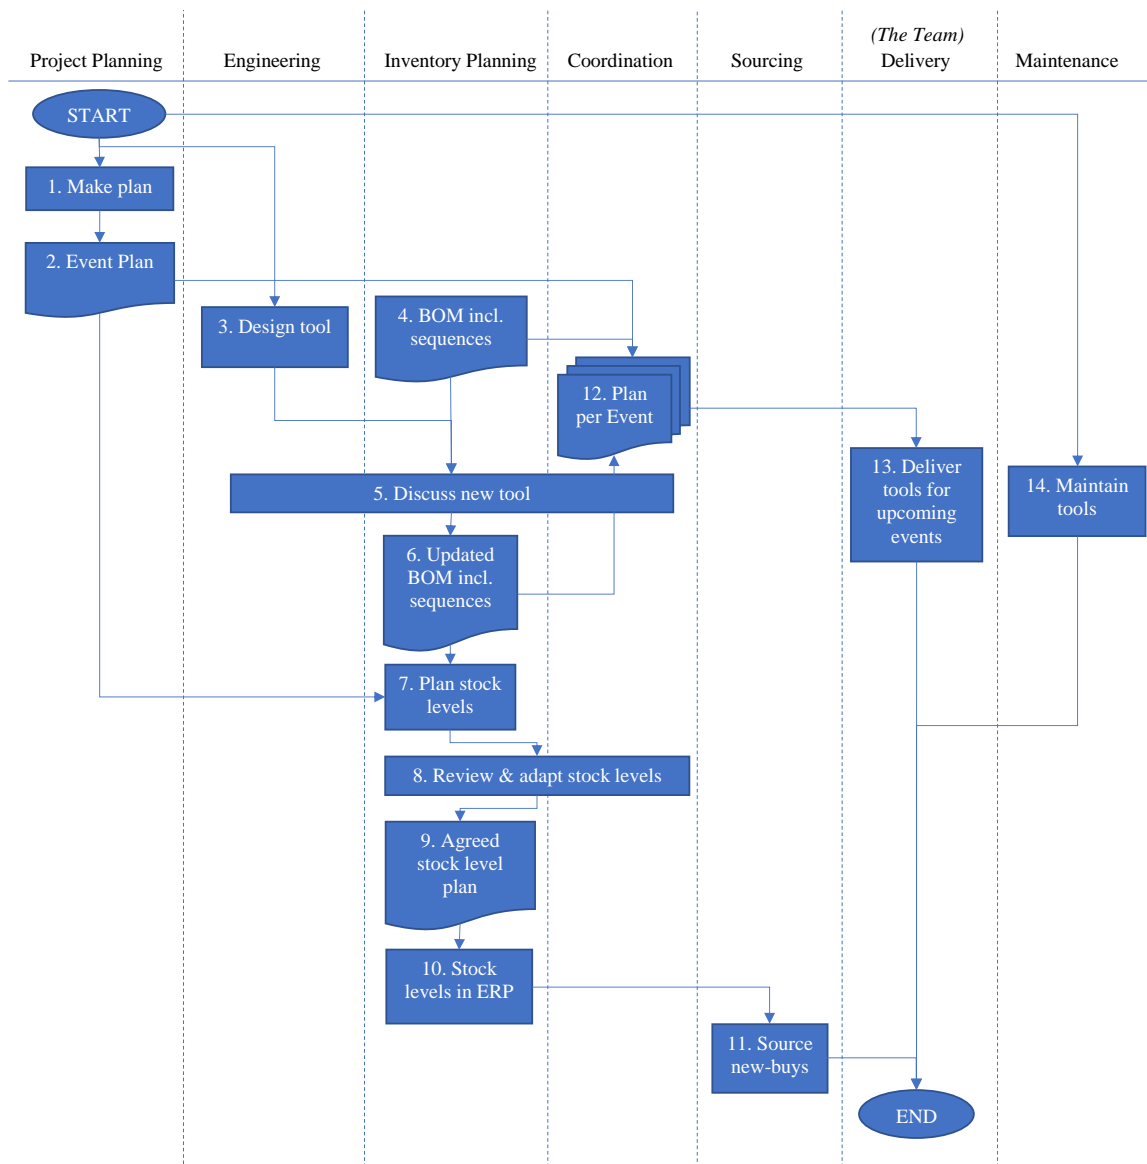 (The Team)
Project Planning
Engineering
Inventory Planning
Coordination
Sourcing
Delivery
Maintenance
START
1. Make plan
2. Event Plan
3. Design tool
4. BOM incl.
sequences
12. Plan
per Event
13. Deliver
tools for
upcoming
events
14. Maintain
tools
5. Discuss new tool
6. Updated
BOM incl.
sequences
7. Plan stock
levels
8. Review & adapt stock levels
9. Agreed
stock level
plan
10. Stock
levels in ERP
11. Source
new-buys
END